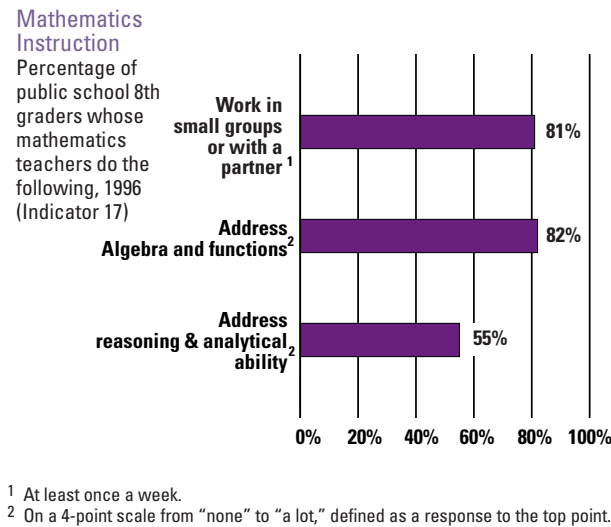 Mathematics
Instruction
Percentage of
public school 8th
graders whose
mathematics
teachers do the
following, 1996
(Indicator 17)
Work in
small groups
or with a
partner 1
81%
Address
Algebra and functions2
82%
Address
reasoning & analytical
ability2
55%
0% 20% 40% 60% 80% 100%
1 At least once a week.
2 On a 4-point scale from “none” to “a lot,” defined as a response to the top point.